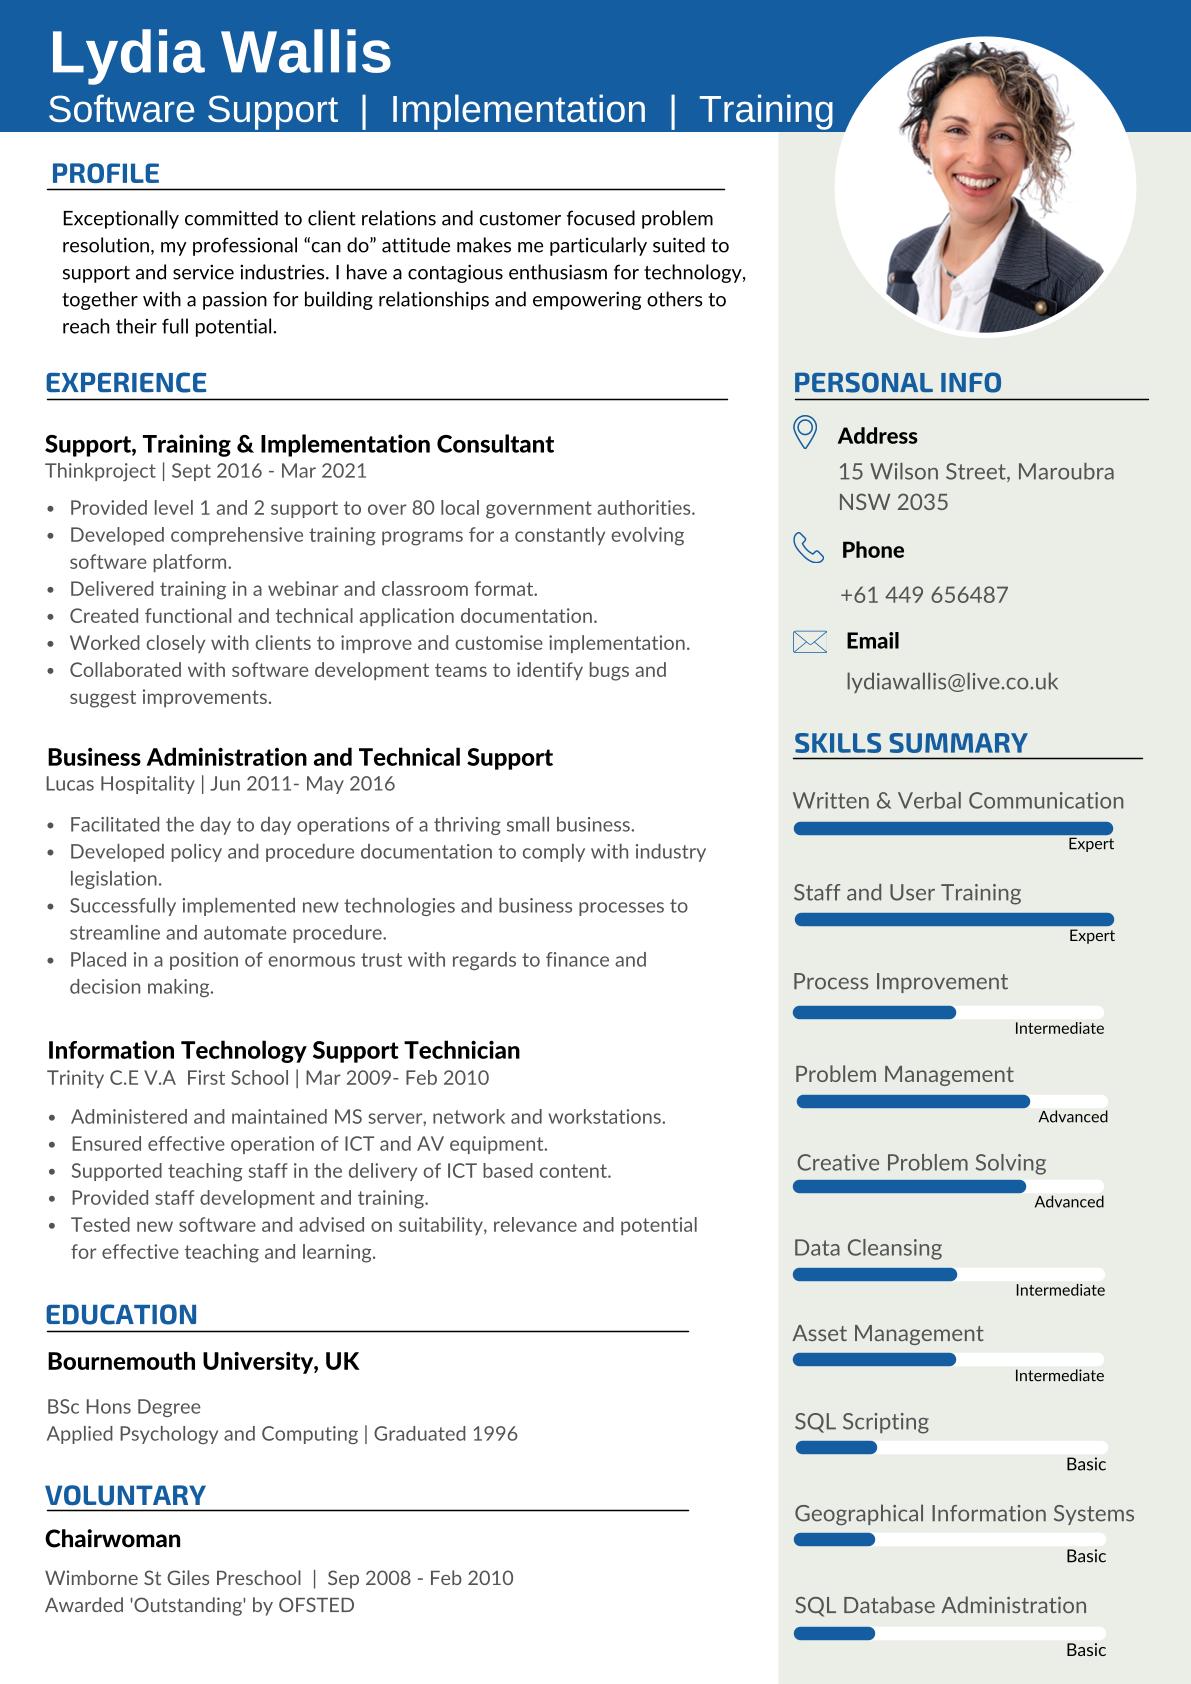 Lydia Wallis
Software Support | Implementation | Training
PROFILE
Exceptionally committed to client relations and customer focused problem
resolution, my professional “can do” attitude makes me particularly suited to
support and service industries. I have a contagious enthusiasm for technology,
together with a passion for building relationships and empowering others to
reach their full potential.
EXPERIENCE
Support, Training & Implementation Consultant
Thinkproject | Sept 2016 - Mar 2021
• Provided level 1 and 2 support to over 80 local government authorities.
• Developed comprehensive training programs for a constantly evolving
software platform.
• Delivered training in a webinar and classroom format.
• Created functional and technical application documentation.
• Worked closely with clients to improve and customise implementation.
• Collaborated with software development teams to identify bugs and
suggest improvements.
Business Administration and Technical Support
Lucas Hospitality | Jun 2011- May 2016
• Facilitated the day to day operations of a thriving small business.
• Developed policy and procedure documentation to comply with industry
legislation.
• Successfully implemented new technologies and business processes to
streamline and automate procedure.
• Placed in a position of enormous trust with regards to finance and
decision making.
Information Technology Support Technician
Trinity C.E V.A First School | Mar 2009- Feb 2010
• Administered and maintained MS server, network and workstations.
• Ensured effective operation of ICT and AV equipment.
• Supported teaching staff in the delivery of ICT based content.
• Provided staff development and training.
• Tested new software and advised on suitability, relevance and potential
for effective teaching and learning.
EDUCATION
Bournemouth University, UK
BSc Hons Degree
Applied Psychology and Computing | Graduated 1996
VOLUNTARY
Chairwoman
Wimborne St Giles Preschool | Sep 2008 - Feb 2010
Awarded 'Outstanding' by OFSTED
PERSONAL INFO
Address
15 Wilson Street, Maroubra
NSW 2035
Phone
+61 449 656487
Email
lydiawallis@live.co.uk
SKILLS SUMMARY
Written & Verbal Communication
Expert
Staff and User Training
Expert
Process Improvement
Intermediate
Problem Management
Advanced
Creative Problem Solving
Advanced
Data Cleansing
Intermediate
Asset Management
Intermediate
SQL Scripting
Basic
Geographical Information Systems
Basic
SQL Database Administration
Basic